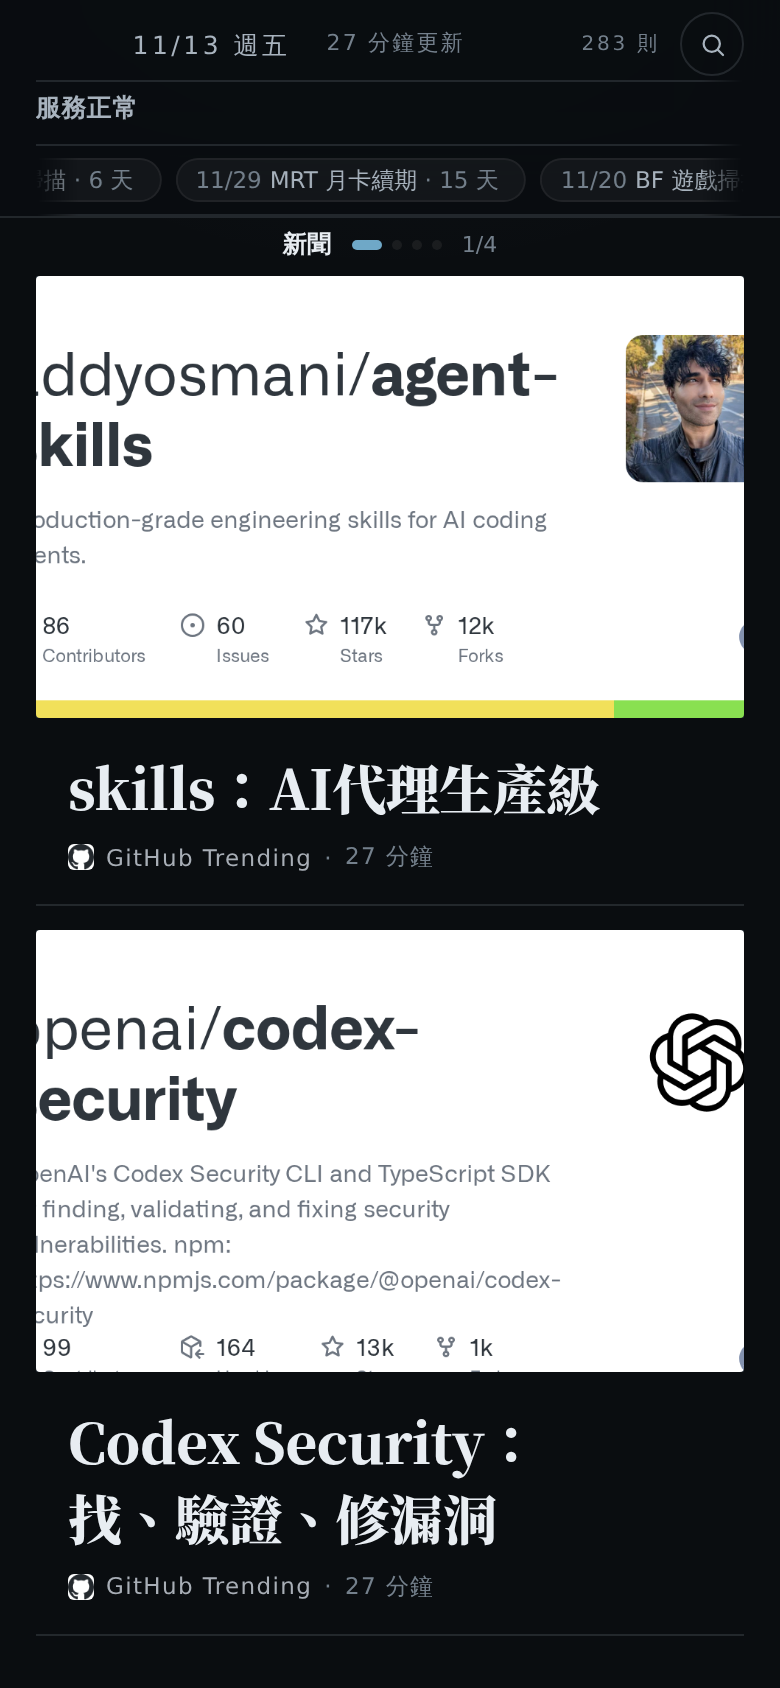 11/13 週五 27 分鐘更新 283 則
服務正常
描 · 6 天 11/29 MRT 月卡續期 · 15 天 11/20 BF 遊戲掃
新聞 1/4
ddyosmani/agent-
skills
oduction-grade engineering skills for AI coding
ents.
86 60 117k 12k
Contributors Issues Stars Forks
skills：AI代理生產級
GitHub Trending · 27 分鐘
openai/codex-
security
penAI's Codex Security CLI and TypeScript SDK
finding, validating, and fixing security
lnerabilities. npm:
tps://www.npmjs.com/package/@openai/codex-
curity
99 164 13k 1k
Codex Security：
找、驗證、修漏洞
GitHub Trending · 27 分鐘